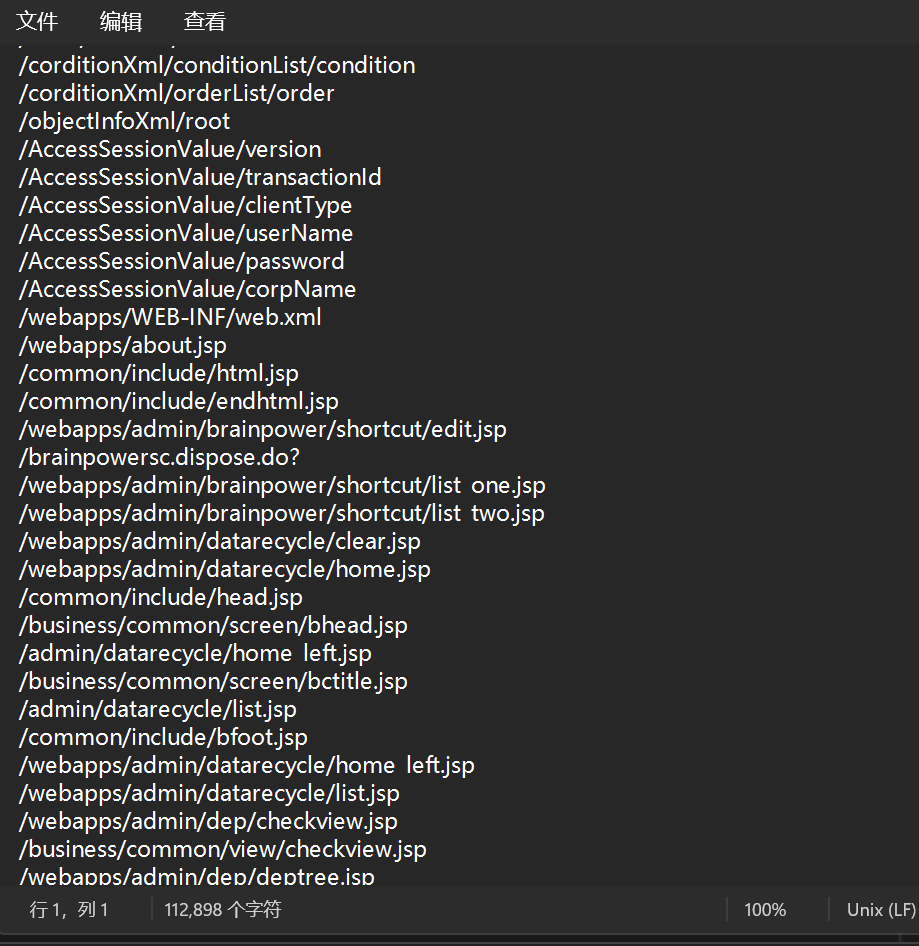 文件 编辑 查看
/corditionXml/conditionList/condition
/corditionXml/orderList/order
/objectInfoXml/root
/AccessSessionValue/version
/AccessSessionValue/transactionId
/AccessSessionValue/clientType
/AccessSessionValue/userName
/AccessSessionValue/password
/AccessSessionValue/corpName
/webapps/WEB-INF/web.xml
/webapps/about.jsp
/common/include/html.jsp
/common/include/endhtml.jsp
/webapps/admin/brainpower/shortcut/edit.jsp
/brainpowersc.dispose.do?
/webapps/admin/brainpower/shortcut/list one.jsp
/webapps/admin/brainpower/shortcut/list two.jsp
/webapps/admin/datarecycle/clear.jsp
/webapps/admin/datarecycle/home.jsp
/common/include/head.jsp
/business/common/screen/bhead.jsp
/admin/datarecycle/home left.jsp
/business/common/screen/bctitle.jsp
/admin/datarecycle/list.jsp
/common/include/bfoot.jsp
/webapps/admin/datarecycle/home left.jsp
/webapps/admin/datarecycle/list.jsp
/webapps/admin/dep/checkview.jsp
/business/common/view/checkview.jsp
/webapps/admin/dep/deptree.jsp
行 1，列 1 112,898 个字符 100% Unix (LF)